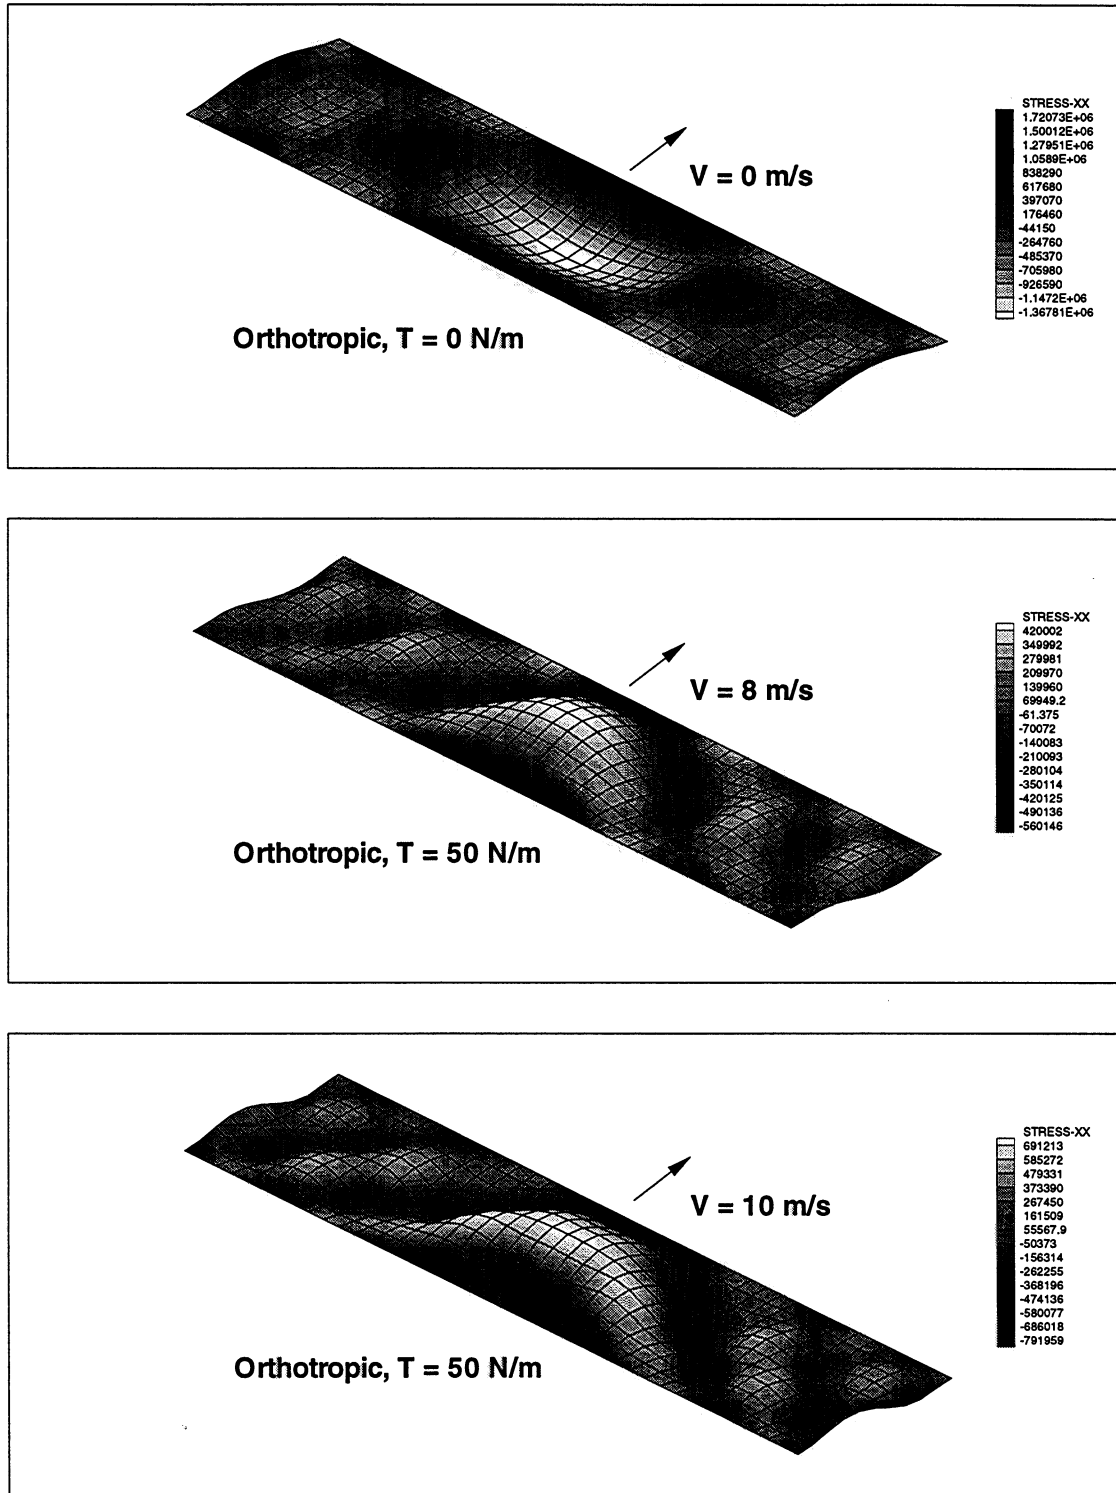 STRESS-XX
1.72073E+06
1.50012E+06
1.27951E+06
1.0589E+06
838290
617680
397070
176460
-44150
-264760
-485370
-705980
-926590
-1.1472E+06
-1.36781E+06
V = 0 m/s
Orthotropic, T = 0 N/m
STRESS-XX
420002
349992
279981
209970
139960
69949.2
-61.375
-70072
-140083
-210093
-280104
-350114
-420125
-490136
-560146
V = 8 m/s
Orthotropic, T = 50 N/m
STRESS-XX
691213
585272
479331
373390
267450
161509
55567.9
-50373
-156314
-262255
-368196
-474136
-580077
-686018
-791959
V = 10 m/s
Orthotropic, T = 50 N/m